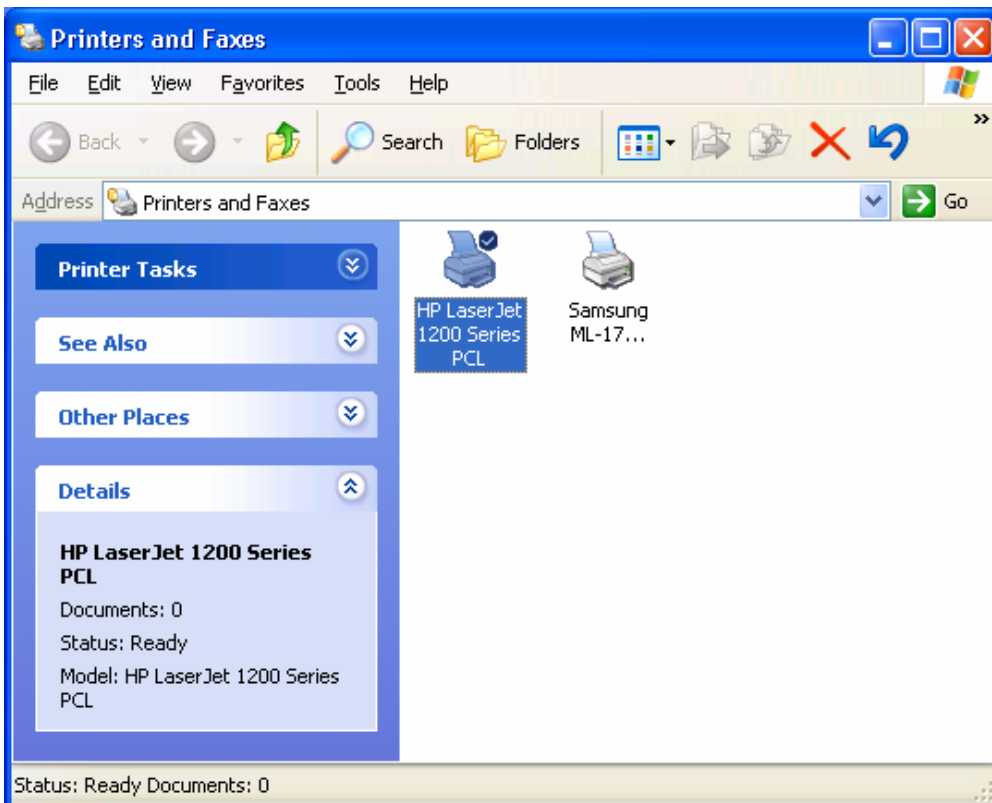 Printers and Faxes
File Edit View Favorites Tools Help
Back Search Folders »
Address Printers and Faxes Go
Printer Tasks
See Also
Other Places
Details
HP LaserJet 1200 Series
PCL
Documents: 0
Status: Ready
Model: HP LaserJet 1200 Series
PCL
HP LaserJet
1200 Series
PCL
Samsung
ML-17...
Status: Ready Documents: 0